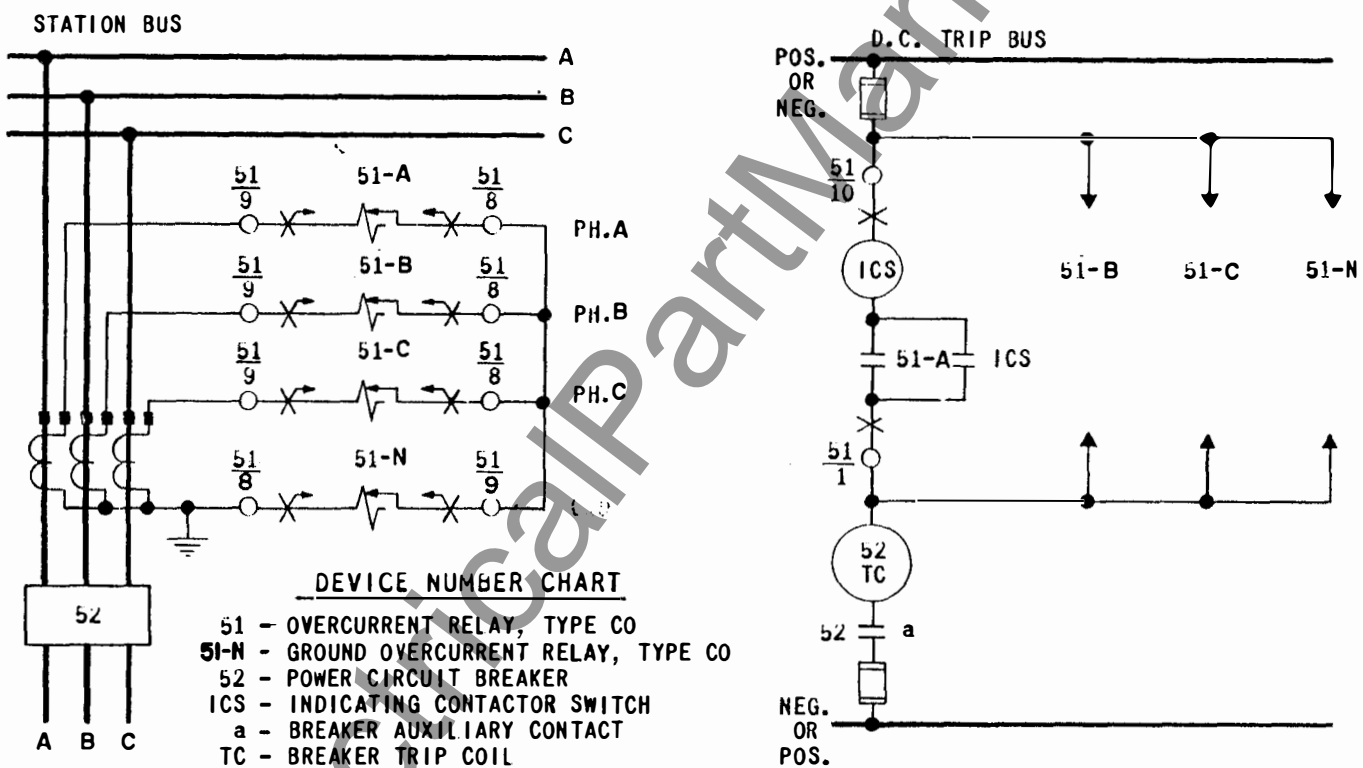 STATION BUS
A
B
C
51
9
51-A
51
8
PH.A
51
9
51-B
51
8
PH.B
51
9
51-C
51
8
PH.C
51
8
51-N
51
9
52
A B C
DEVICE NUMBER CHART
51 - OVERCURRENT RELAY, TYPE CO
51-N - GROUND OVERCURRENT RELAY, TYPE CO
52 - POWER CIRCUIT BREAKER
ICS - INDICATING CONTACTOR SWITCH
a - BREAKER AUXILIARY CONTACT
TC - BREAKER TRIP COIL
D.C. TRIP BUS
POS.
OR
NEG.
51
10
ICS
51-B 51-C 51-N
51-A ICS
51
1
52
TC
52 a
NEG.
OR
POS.
ctricalPartMan